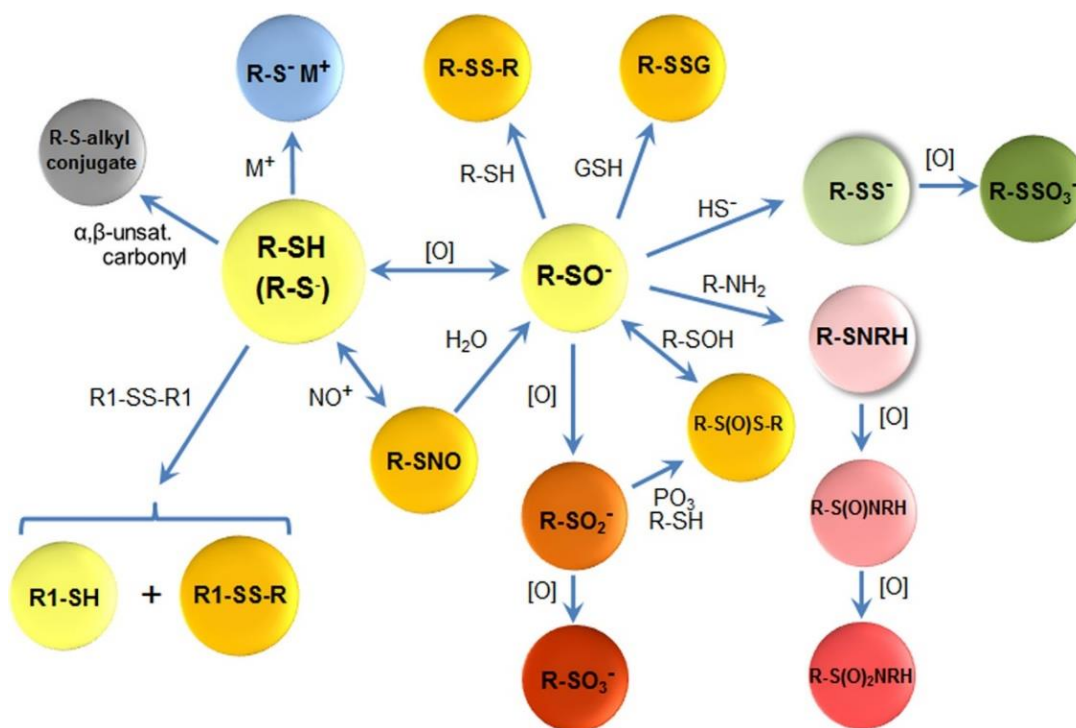 R-S⁻ M⁺
R-SS-R
R-SSG
R-S-alkyl
conjugate
M⁺
R-SH
GSH
HS⁻
R-SS⁻
[O]
R-SSO₃⁻
α,β-unsat.
carbonyl
R-SH
(R-S·)
[O]
R-SO⁻
R-NH₂
R-SNRH
H₂O
R-SOH
R1-SS-R1
NO⁺
[O]
[O]
R-SNO
R-S(O)S-R
R-SO₂⁻
PO₃
R-SH
R-S(O)NRH
R1-SH
+
R1-SS-R
[O]
[O]
R-SO₃⁻
R-S(O)₂NRH